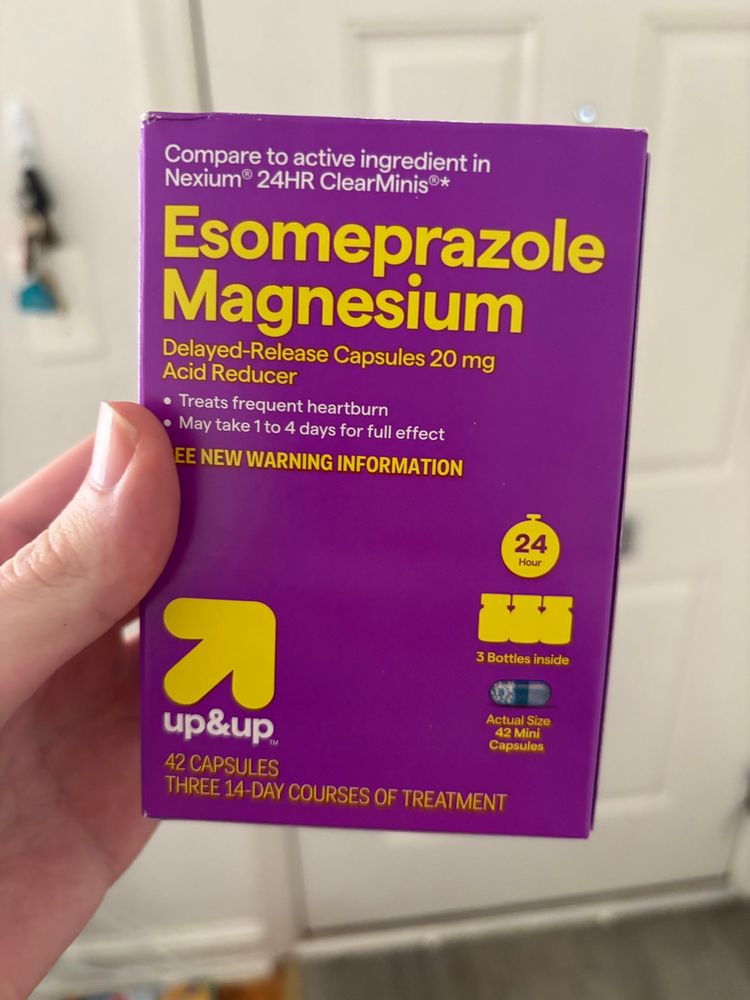 Compare to active ingredient in
Nexium® 24HR ClearMinis®*
Esomeprazole
Magnesium
Delayed-Release Capsules 20 mg
Acid Reducer
• Treats frequent heartburn
• May take 1 to 4 days for full effect
EE NEW WARNING INFORMATION
24
Hour
3 Bottles inside
Actual Size
42 Mini
Capsules
up&up™
42 CAPSULES
THREE 14-DAY COURSES OF TREATMENT